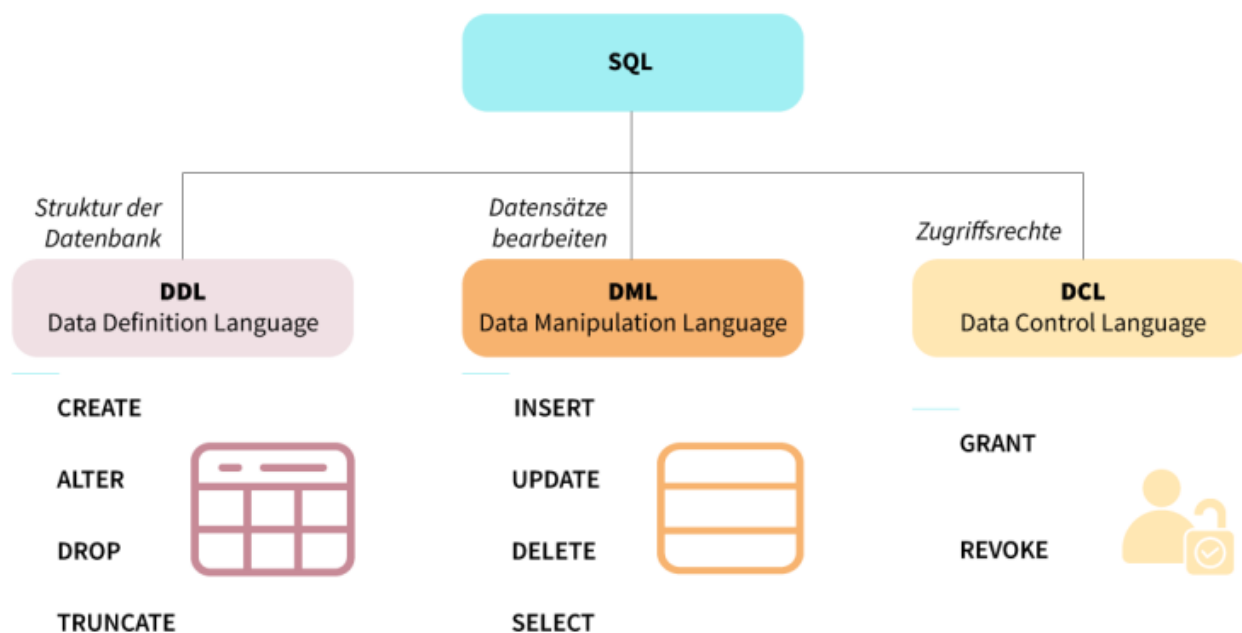 SQL
Struktur der
Datenbank
DDL
Data Definition Language
CREATE
ALTER
DROP
TRUNCATE
Datensätze
bearbeiten
DML
Data Manipulation Language
INSERT
UPDATE
DELETE
SELECT
Zugriffsrechte
DCL
Data Control Language
GRANT
REVOKE